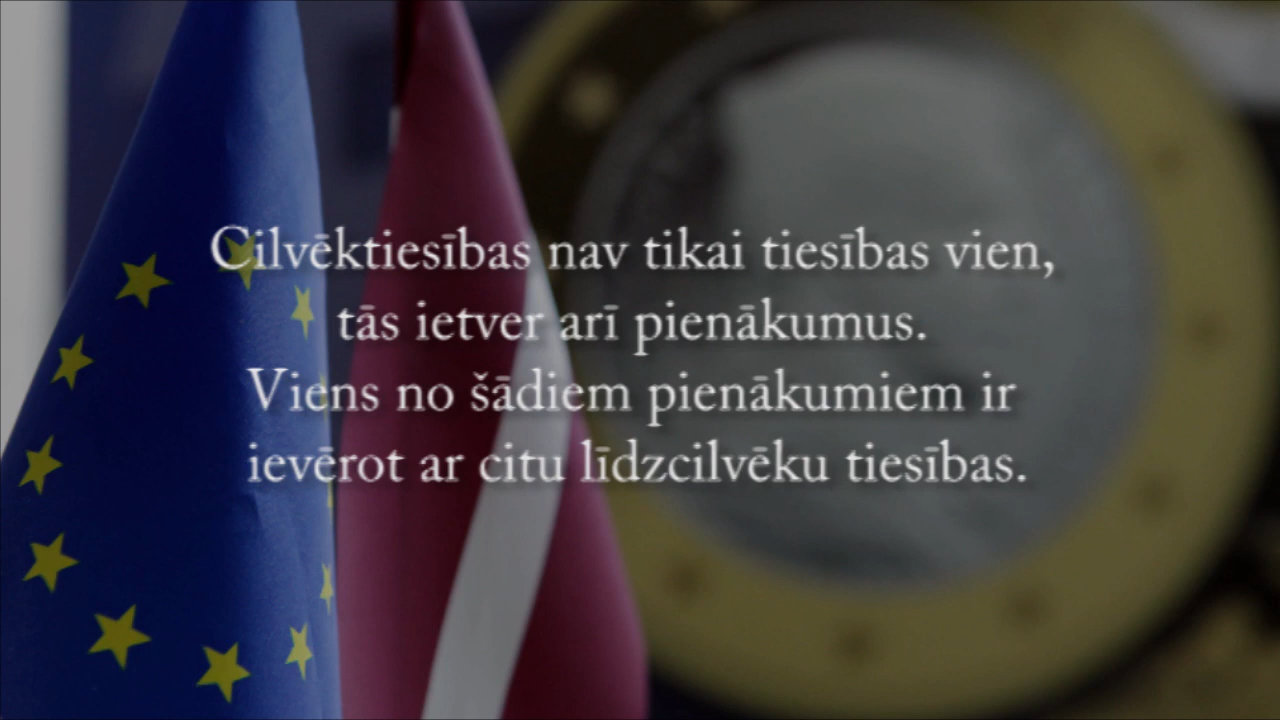 Cilvēktiesības nav tikai tiesības vien,
tās ietver arī pienākumus.
Viens no šādiem pienākumiem ir
ievērot ar citu līdzcilvēku tiesības.